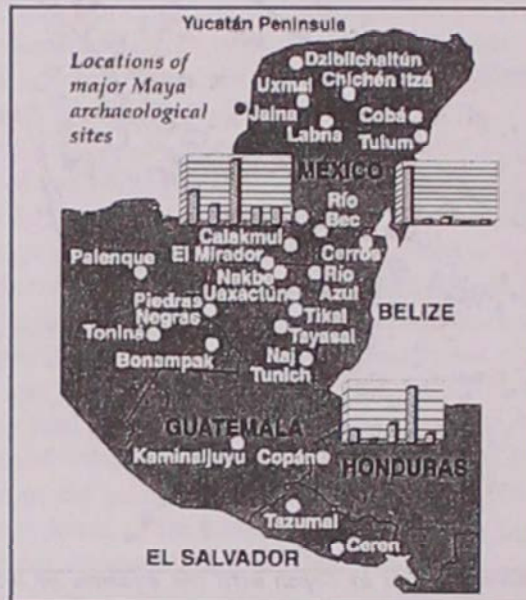 Yucatán Peninsula
Locations of
major Maya
archaeological
sites
Dzibilchaltún
Uxmal
Chichén Itzá
Jaina
Cobá
Labna
Tulum
MEXICO
Río
Bec
Calakmul
El Mirador
Cerros
Palenque
Nakbe
Río
Azul
Uaxactún
Piedras
Negras
Tikal
BELIZE
Toniná
Tayasal
Bonampak
Naj
Tunich
GUATEMALA
Kaminaljuyu
Copán
HONDURAS
Tazumal
EL SALVADOR
Ceren